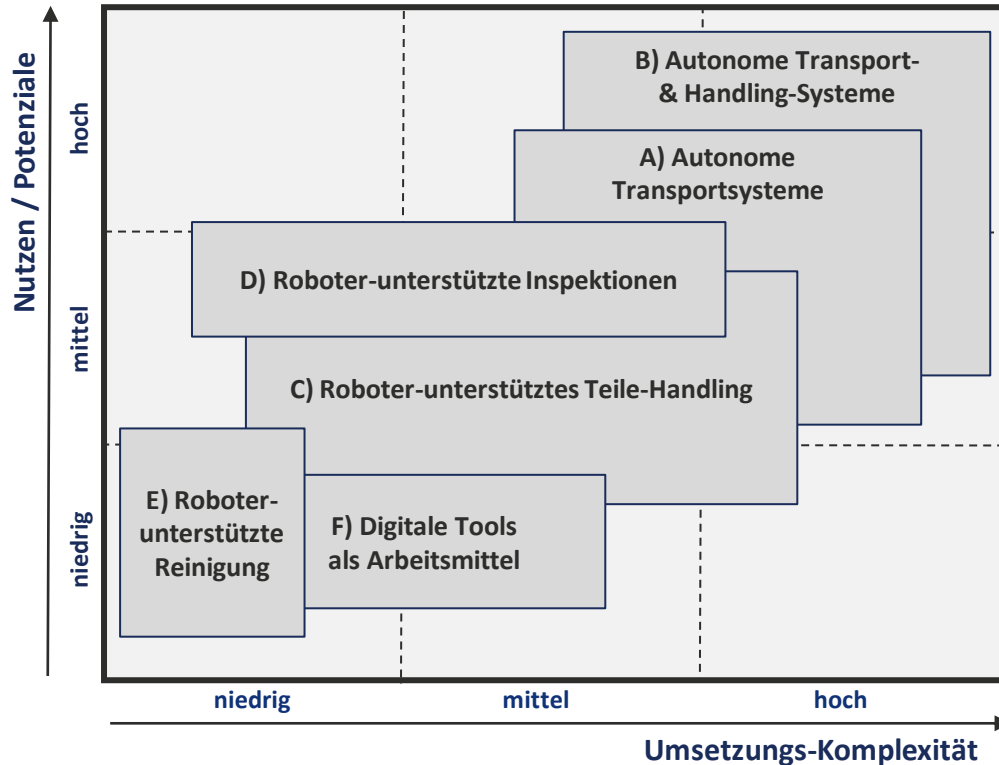 Nutzen / Potenziale
hoch
mittel
niedrig
B) Autonome Transport-
& Handling-Systeme
A) Autonome
Transportsysteme
D) Roboter-unterstützte Inspektionen
C) Roboter-unterstütztes Teile-Handling
E) Roboter-
unterstützte
Reinigung
F) Digitale Tools
als Arbeitsmittel
niedrig
mittel
hoch
Umsetzungs-Komplexität